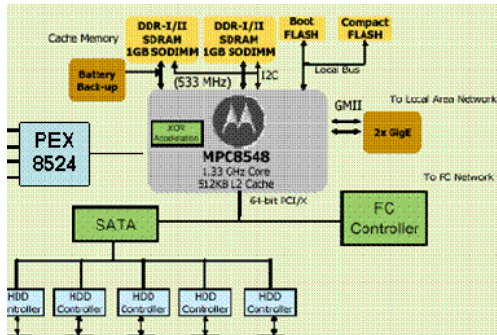 Cache Memory
DDR-I/II
SDRAM
1GB SODIMM
DDR-I/II
SDRAM
1GB SODIMM
Boot
FLASH
Compact
FLASH
Battery
Back-up
(533 MHz)
I2C
Local Bus
GMII
To Local Area Network
2x GigE
PEX
8524
XOR
Acceleration
MPC8548
1.33 GHz Core
512KB L2 Cache
To FC Network
64-bit PCI/X
SATA
FC
Controller
HDD
Controller
HDD
Controller
HDD
Controller
HDD
Controller
HDD
Controller